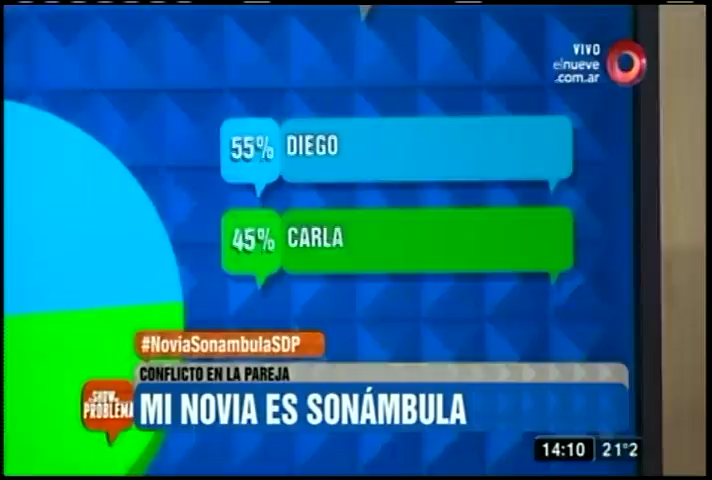 VIVO
elnueve
.com.ar
55% DIEGO
45% CARLA
#NoviaSonambulaSDP
CONFLICTO EN LA PAREJA
SHOW
PROBLEMA
MI NOVIA ES SONÁMBULA
14:10 21°2